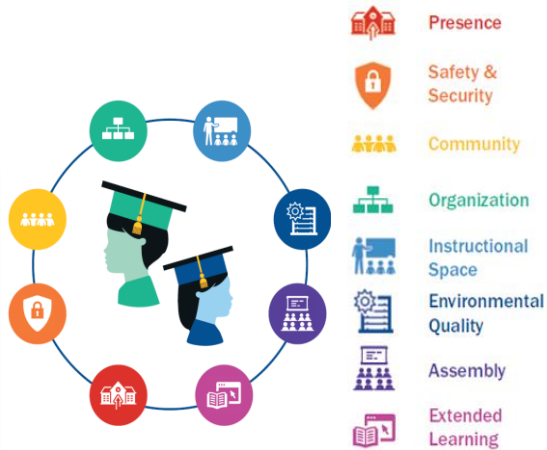 Presence
Safety &
Security
Community
Organization
Instructional
Space
Environmental
Quality
Assembly
Extended
Learning